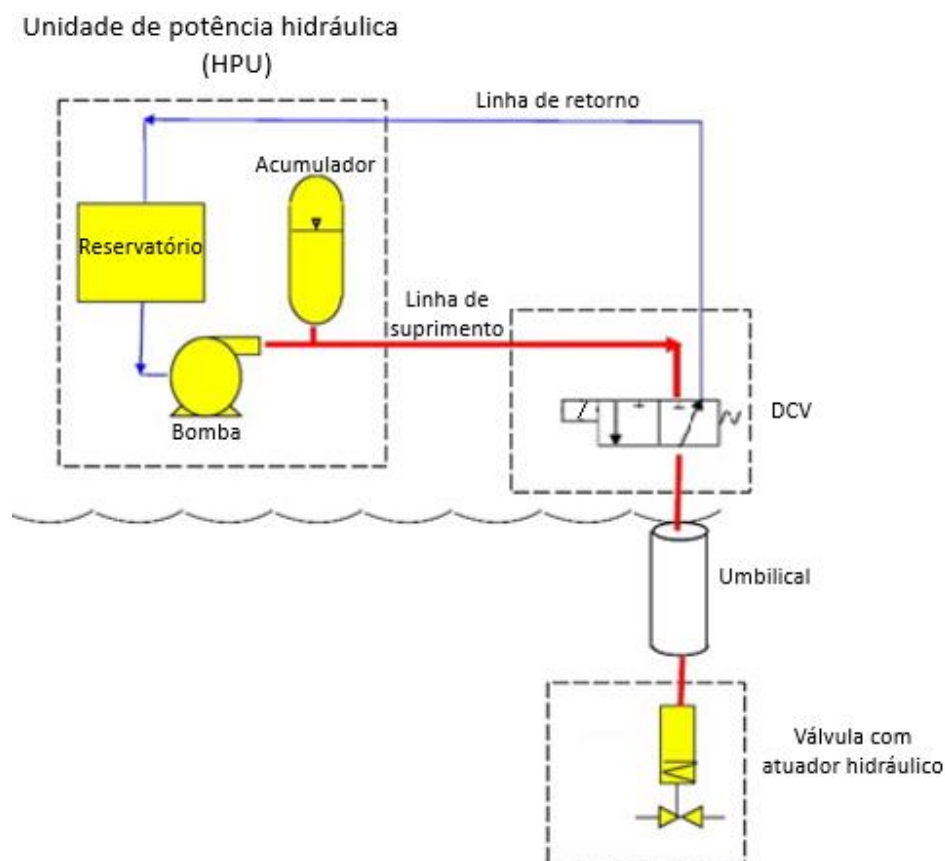 Unidade de potência hidráulica
(HPU)
Linha de retorno
Acumulador
Reservatório
Linha de
suprimento
Bomba
DCV
Umbilical
Válvula com
atuador hidráulico